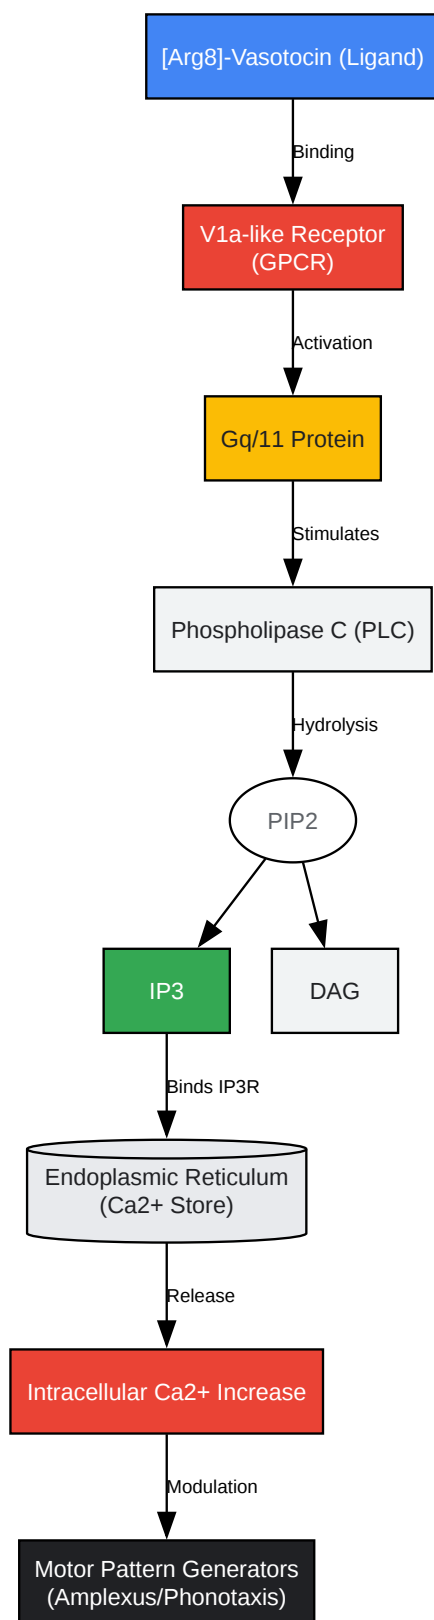 [Arg8]-Vasotocin (Ligand)
Binding
V1a-like Receptor
(GPCR)
Activation
Gq/11 Protein
Stimulates
Phospholipase C (PLC)
Hydrolysis
PIP2
IP3
DAG
Binds IP3R
Endoplasmic Reticulum
(Ca2+ Store)
Release
Intracellular Ca2+ Increase
Modulation
Motor Pattern Generators
(Amplexus/Phonotaxis)